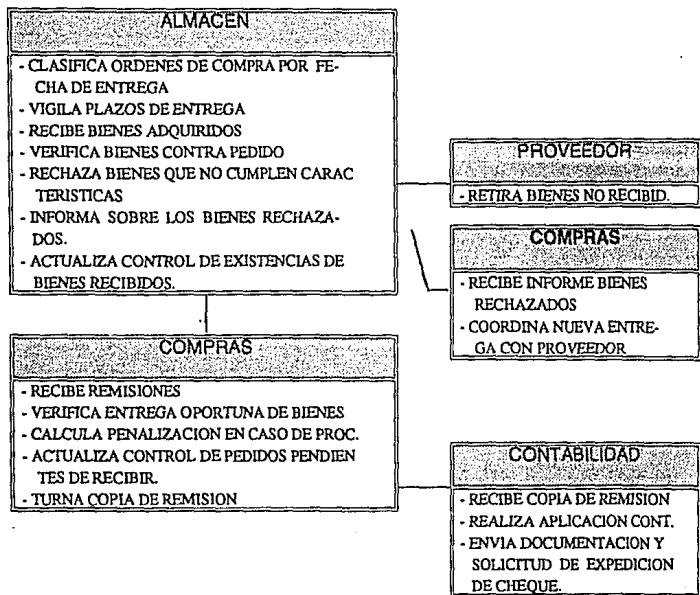 ALMACEN
- CLASIFICA ORDENES DE COMPRA POR FE-
CHA DE ENTREGA
- VIGILA PLAZOS DE ENTREGA
- RECIBE BIENES ADQUIRIDOS
- VERIFICA BIENES CONTRA PEDIDO
- RECHAZA BIENES QUE NO CUMPLEN CARAC
TERISTICAS
- INFORMA SOBRE LOS BIENES RECHAZA-
DOS.
- ACTUALIZA CONTROL DE EXISTENCIAS DE
BIENES RECIBIDOS.
PROVEEDOR
- RETIRA BIENES NO RECIBID.
COMPRAS
- RECIBE INFORME BIENES
RECHAZADOS
- COORDINA NUEVA ENTRE-
GA CON PROVEEDOR
COMPRAS
- RECIBE REMISIONES
- VERIFICA ENTREGA OPORTUNA DE BIENES
- CALCULA PENALIZACION EN CASO DE PROC.
- ACTUALIZA CONTROL DE PEDIDOS PENDIEN
TES DE RECIBIR.
- TURNA COPIA DE REMISION
CONTABILIDAD
- RECIBE COPIA DE REMISION
- REALIZA APLICACION CONT.
- ENVIA DOCUMENTACION Y
SOLICITUD DE EXPEDICION
DE CHEQUE.